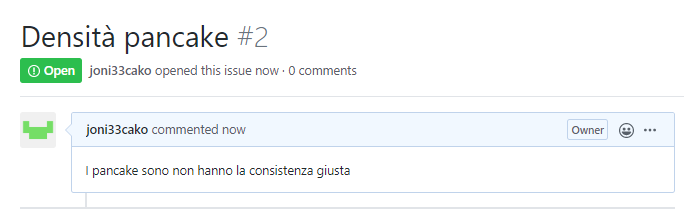 Densità pancake #2
Open joni33cako opened this issue now · 0 comments
joni33cako commented now Owner
I pancake sono non hanno la consistenza giusta